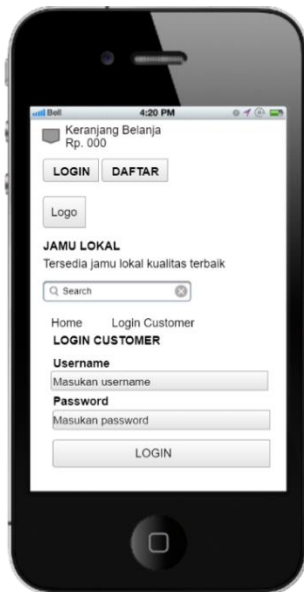 Bell 4:20 PM
Keranjang Belanja
Rp. 000
LOGIN DAFTAR
Logo
JAMU LOKAL
Tersedia jamu lokal kualitas terbaik
Search
Home Login Customer
LOGIN CUSTOMER
Username
Masukan username
Password
Masukan password
LOGIN